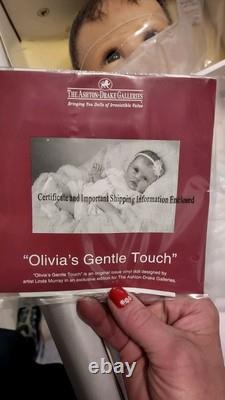 THE ASHTON-DRAKE GALLERIES
Bringing You Dolls of Irresistible Value
Certificate and Important Shipping Information Enclosed
"Olivia's Gentle Touch"
"Olivia's Gentle Touch" is an original issue vinyl doll designed by
artist Linda Murray in an exclusive edition for The Ashton Drake Galleries.
ebay